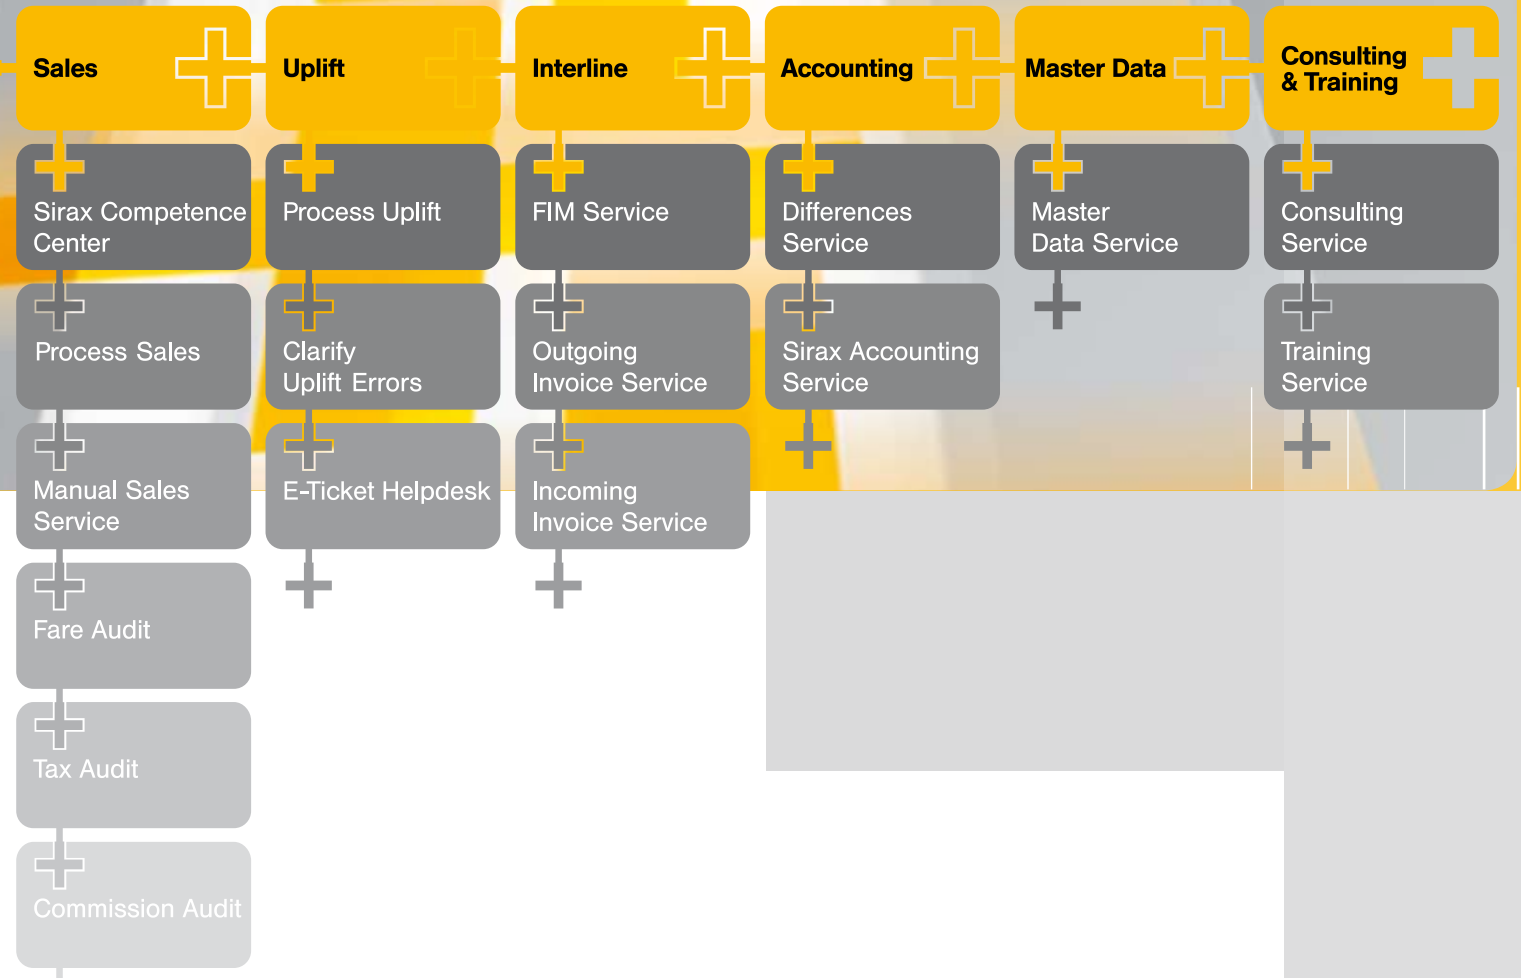 Sales
Uplift
Interline
Accounting
Master Data
Consulting
& Training
Sirax Competence
Center
Process Uplift
FIM Service
Differences
Service
Master
Data Service
Consulting
Service
Process Sales
Clarify
Uplift Errors
Outgoing
Invoice Service
Sirax Accounting
Service
Training
Service
Manual Sales
Service
E-Ticket Helpdesk
Incoming
Invoice Service
Fare Audit
Tax Audit
Commission Audit